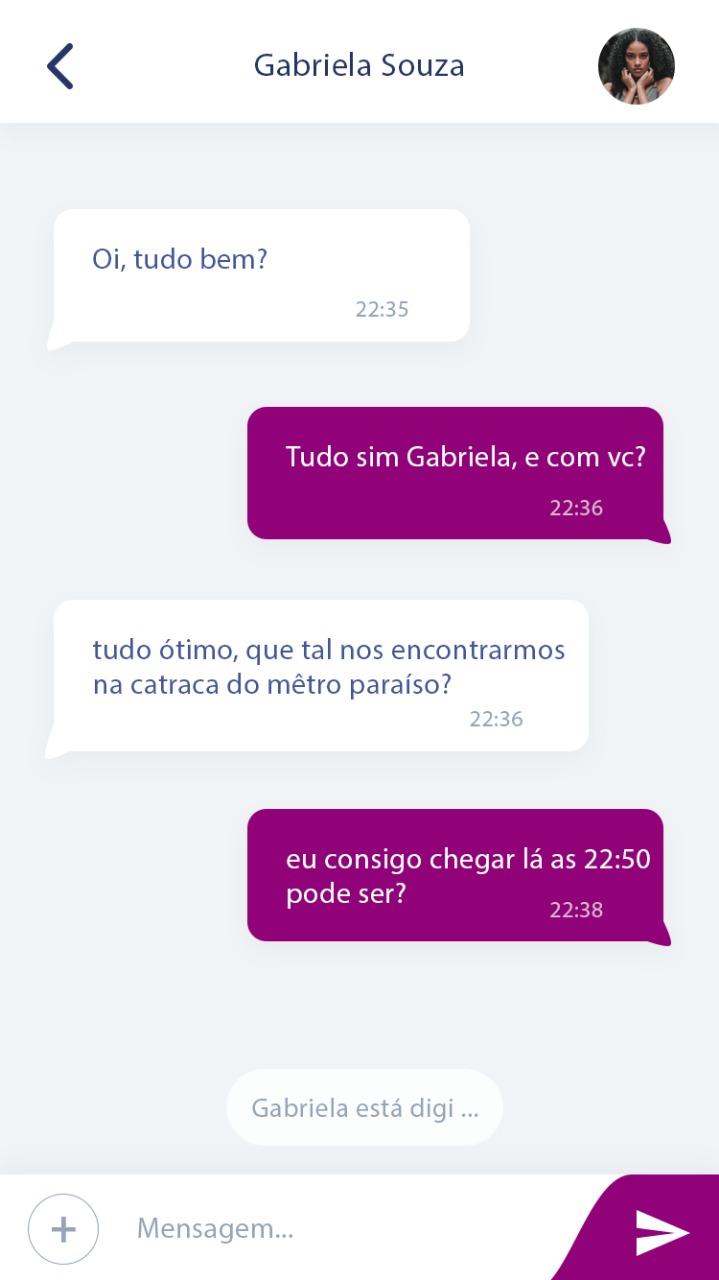 Gabriela Souza
Oi, tudo bem?
22:35
Tudo sim Gabriela, e com vc?
22:36
tudo ótimo, que tal nos encontrarmos
na catraca do mêtro paraíso?
22:36
eu consigo chegar lá as 22:50
pode ser?
22:38
Gabriela está digi ...
Mensagem...